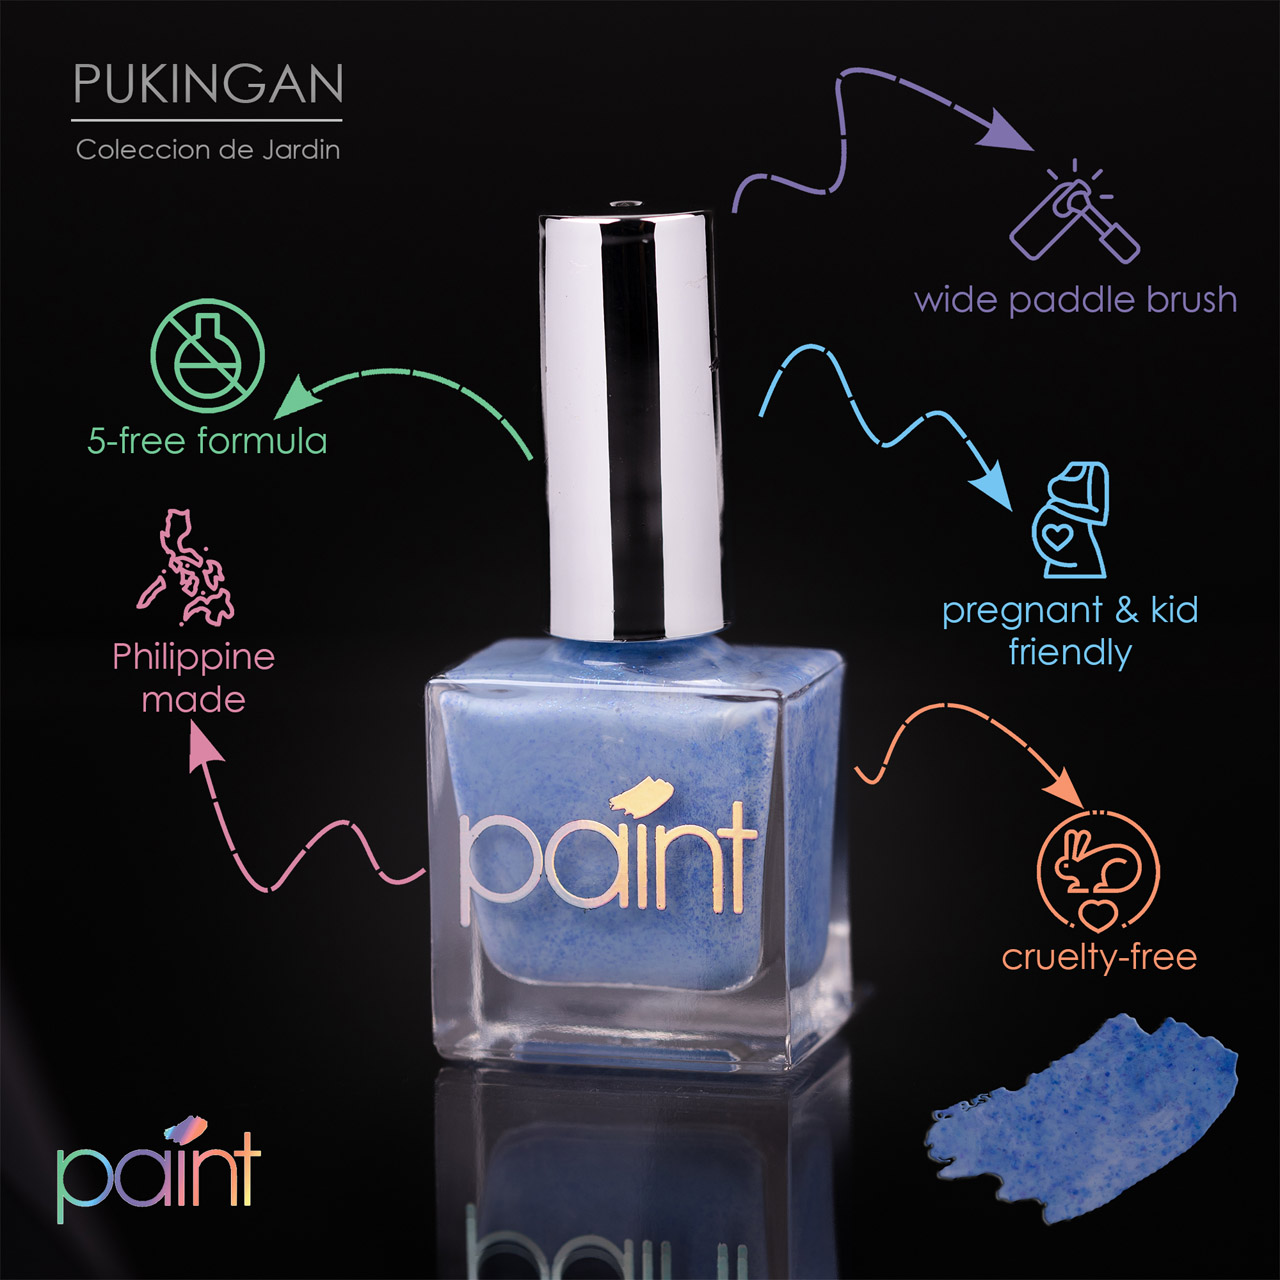 PUKINGAN
Coleccion de Jardin
wide paddle brush
5-free formula
pregnant & kid
friendly
Philippine
made
paint
cruelty-free
paint